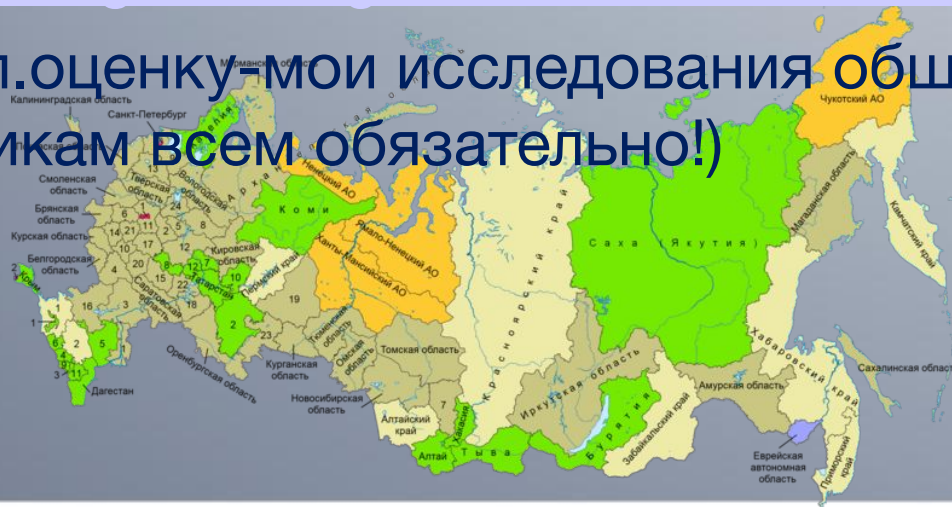 л.оценку-мои исследования общ
икам всем обязательно!)
Мурманская область
Калининградская область
Санкт-Петербург
Карелия
Смоленская область
Брянская область
Курская область
Белгородская область
Тверская область
Вологодская
Архангельская
Ненецкий АО
Коми
Ямало-Ненецкий АО
Ханты-Мансийский АО
Кировская область
Пермский край
Татарстан
Саратовская область
Оренбургская область
Курганская область
Тюменская область
Омская область
Томская область
Новосибирская область
Алтайский край
Алтай
Хакасия
Тыва
Красноярский край
Иркутская область
Бурятия
Забайкальский край
Саха (Якутия)
Амурская область
Еврейская автономная область
Хабаровский край
Приморский край
Сахалинская област
Магаданская область
Камчатский край
Чукотский АО
Крым
Дагестан